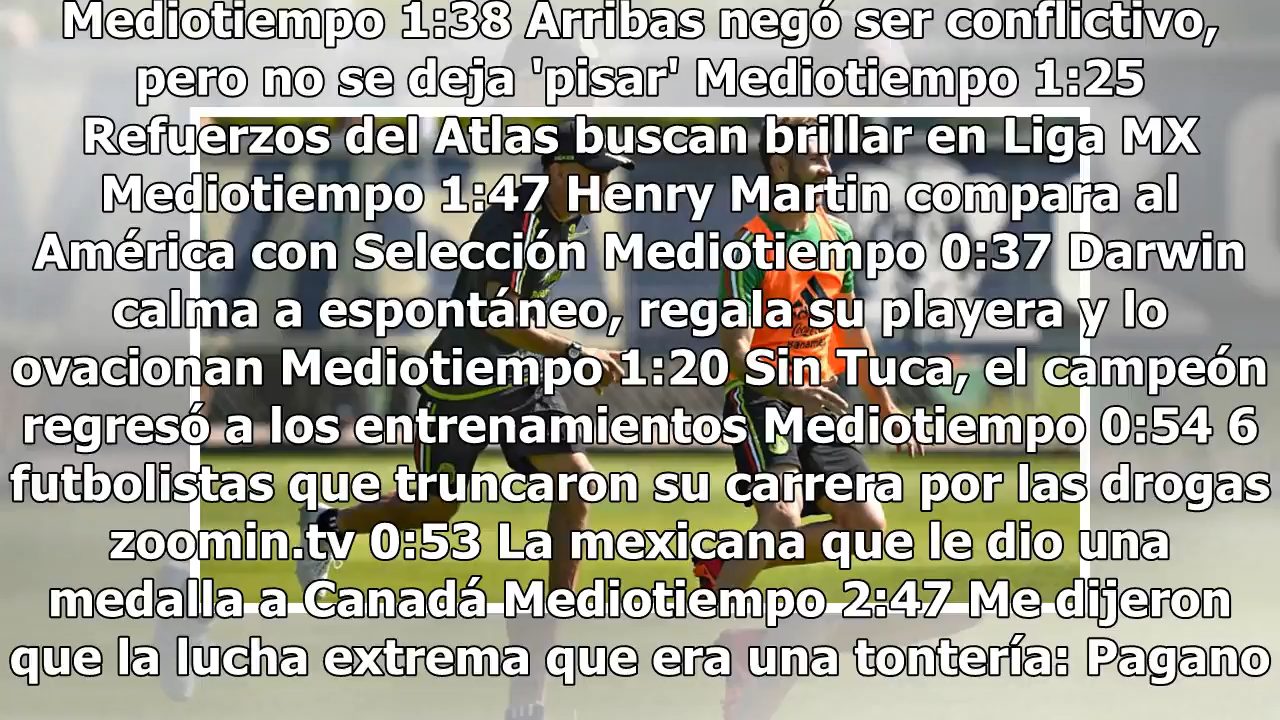 Mediotiempo 1:38 Arribas negó ser conflictivo,
pero no se deja 'pisar' Mediotiempo 1:25
Refuerzos del Atlas buscan brillar en Liga MX
Mediotiempo 1:47 Henry Martin compara al
América con Selección Mediotiempo 0:37 Darwin
calma a espontáneo, regala su playera y lo
ovacionan Mediotiempo 1:20 Sin Tuca, el campeón
regresó a los entrenamientos Mediotiempo 0:54 6
futbolistas que truncaron su carrera por las drogas
zoomin.tv 0:53 La mexicana que le dio una
medalla a Canadá Mediotiempo 2:47 Me dijeron
que la lucha extrema que era una tontería: Pagano